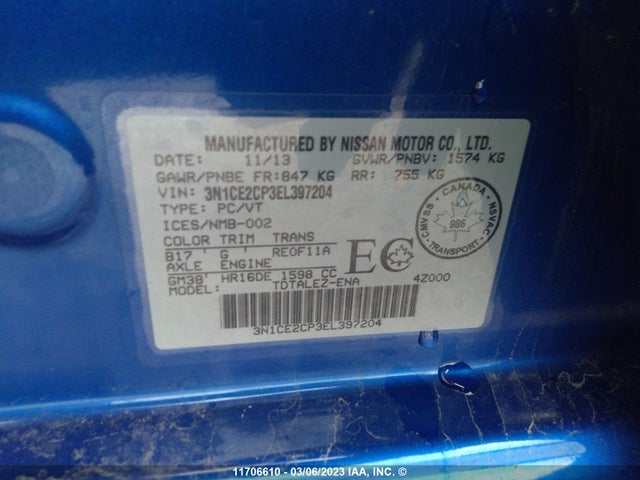 MANUFACTURED BY NISSAN MOTOR CO., LTD.
DATE: 11/13 GVWR/PNBV: 1574 KG
GAWR/PNBE FR: 847 KG RR: 755 KG
VIN: 3N1CE2CP3EL397204
TYPE: PC/VT
ICES/NMB-002
COLOR TRIM TRANS
B17 ' G ' RE0F11A
AXLE ENGINE
GM38' HR16DE 1598 CC
MODEL: TDTALEZ-ENA 4Z000
EC
CMVSS - CANADA - NSVAC
986
TRANSPORT
3N1CE2CP3EL397204
11706610 - 03/06/2023 - IAA, INC. ©